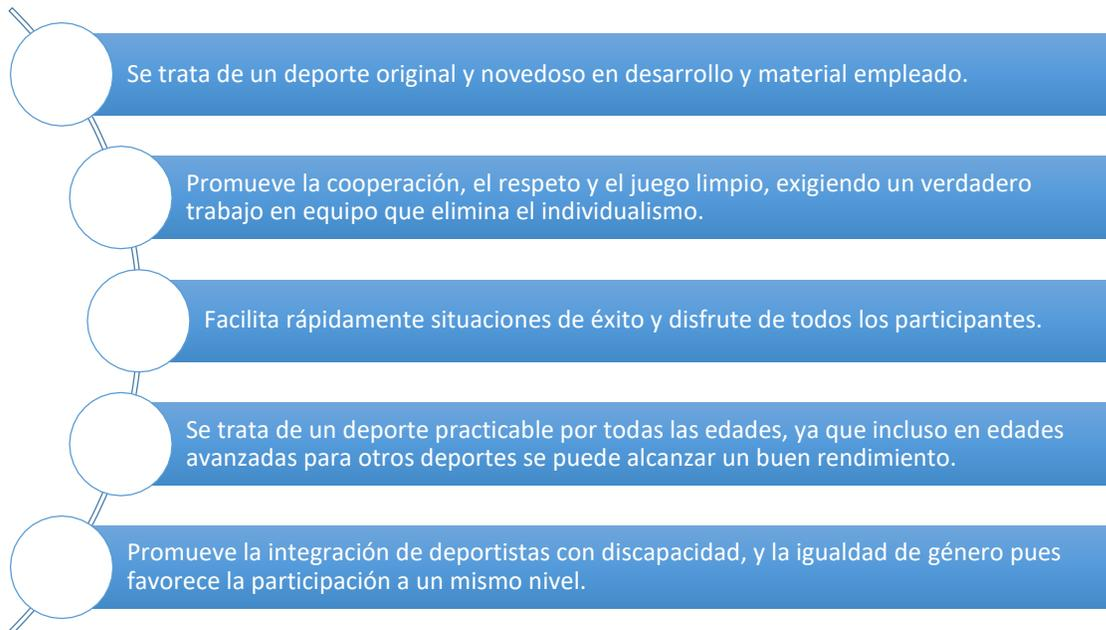 Se trata de un deporte original y novedoso en desarrollo y material empleado.
Promueve la cooperación, el respeto y el juego limpio, exigiendo un verdadero
trabajo en equipo que elimina el individualismo.
Facilita rápidamente situaciones de éxito y disfrute de todos los participantes.
Se trata de un deporte practicable por todas las edades, ya que incluso en edades
avanzadas para otros deportes se puede alcanzar un buen rendimiento.
Promueve la integración de deportistas con discapacidad, y la igualdad de género pues
favorece la participación a un mismo nivel.